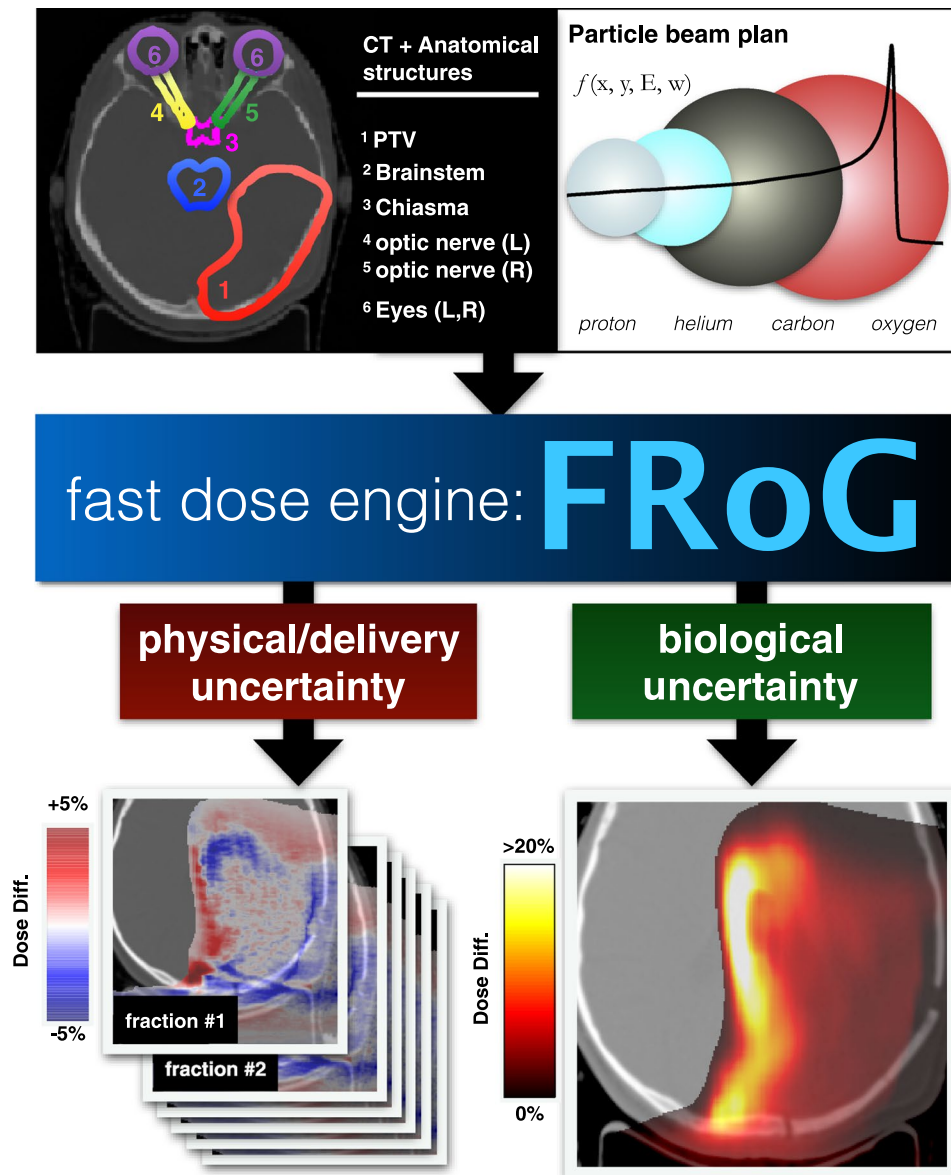 6
6
4
5
3
2
1
CT + Anatomical
structures
1 PTV
2 Brainstem
3 Chiasma
4 optic nerve (L)
5 optic nerve (R)
6 Eyes (L,R)
Particle beam plan
f(x, y, E, w)
proton helium carbon oxygen
fast dose engine: FRoG
physical/delivery
uncertainty
biological
uncertainty
+5%
Dose Diff.
-5%
fraction #1
fraction #2
>20%
Dose Diff.
0%